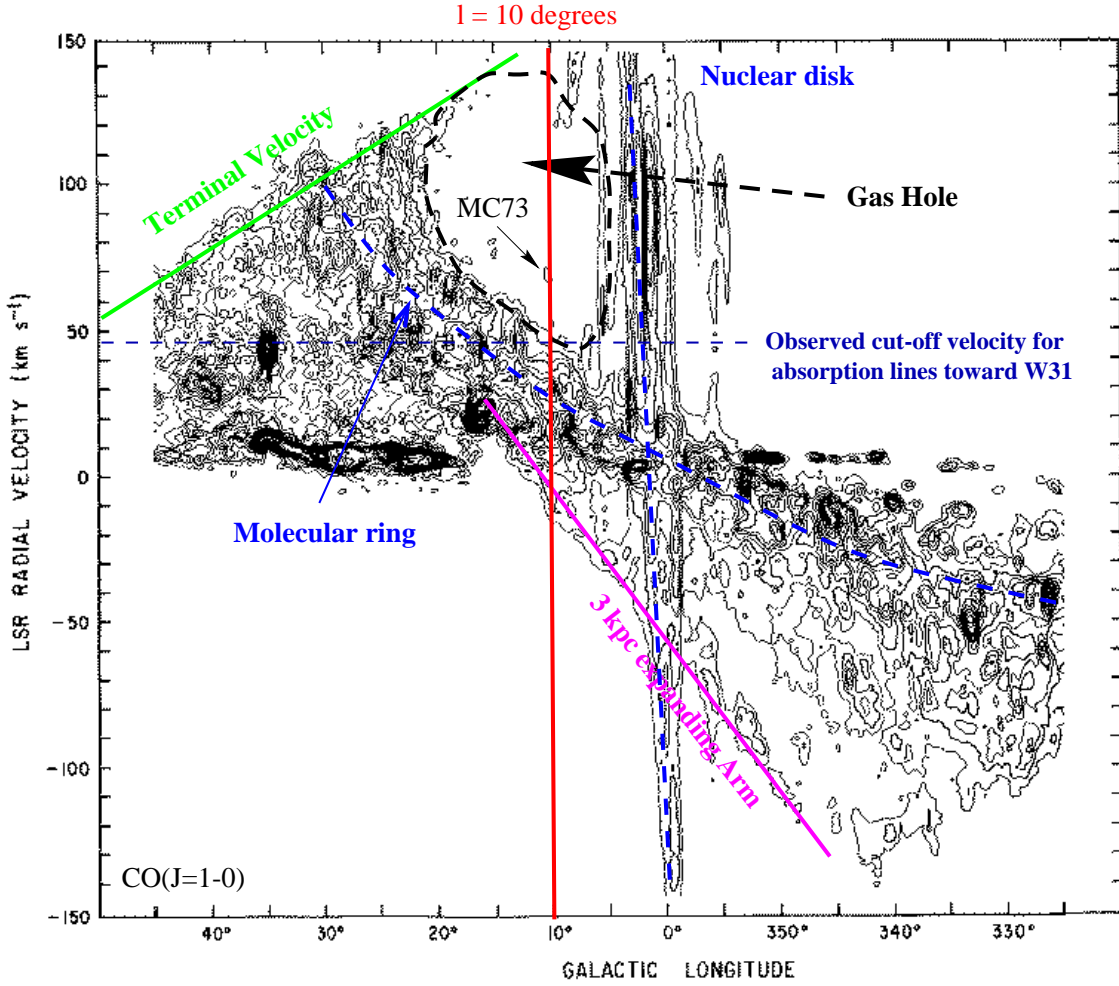 l = 10 degrees
150
100
50
0
-50
-100
-150
LSR RADIAL VELOCITY (km s⁻¹)
Terminal Velocity
Nuclear disk
Gas Hole
MC73
Observed cut-off velocity for
absorption lines toward W31
Molecular ring
3 kpc expanding Arm
CO(J=1-0)
40° 30° 20° 10° 0° 350° 340° 330°
GALACTIC LONGITUDE